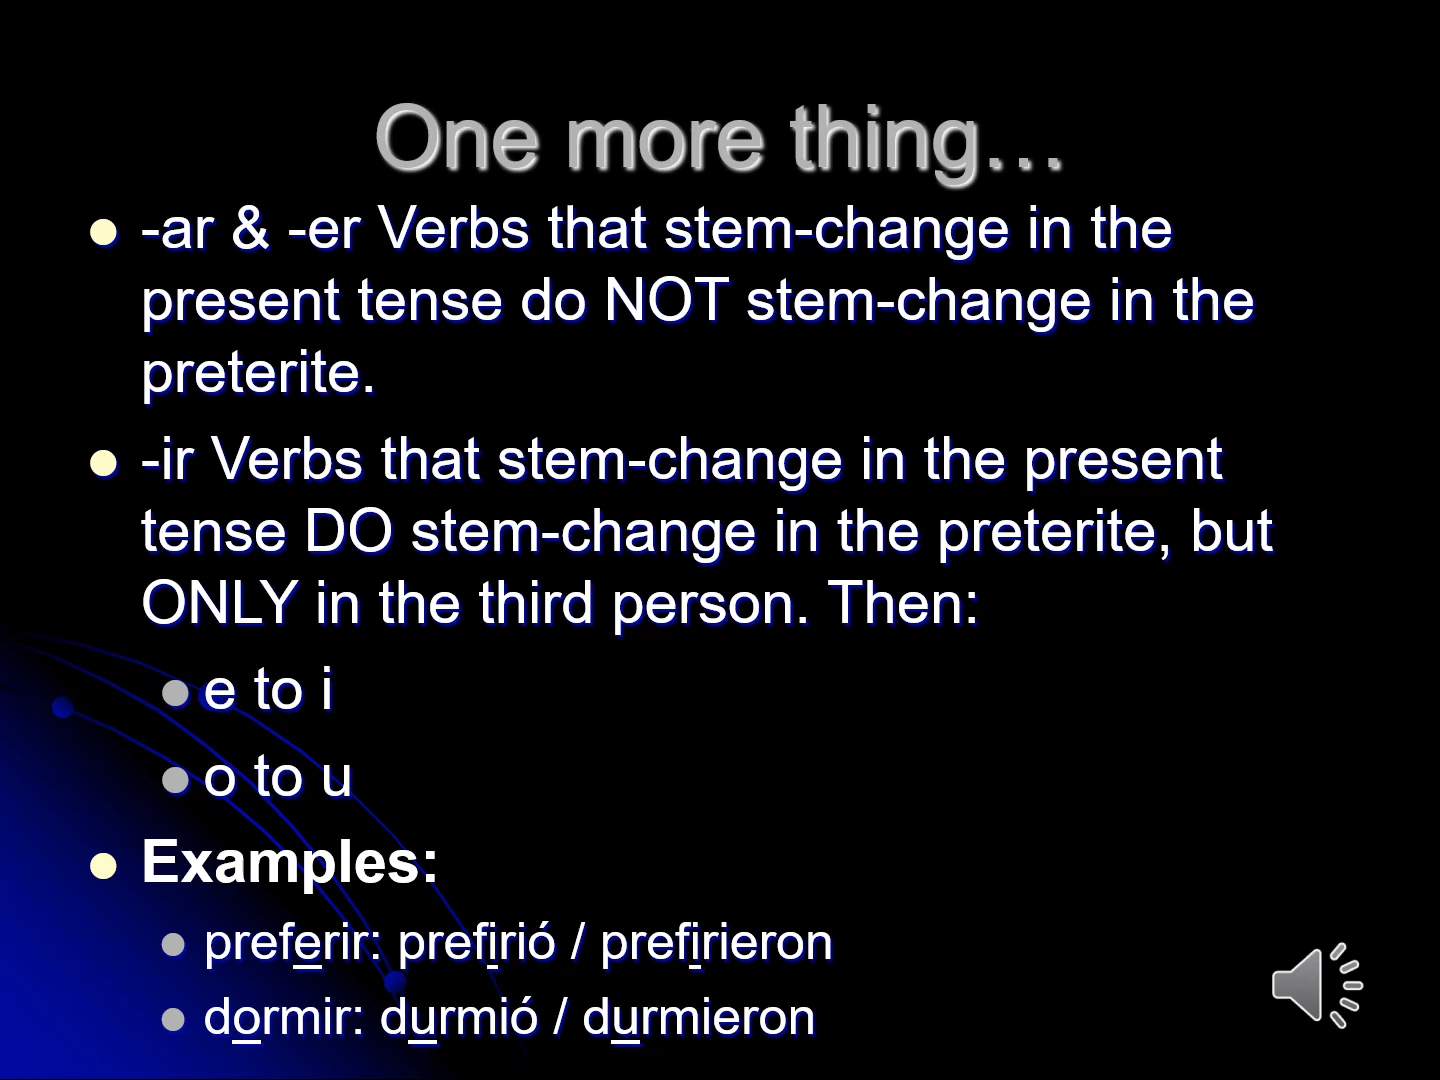 One more thing…
-ar & -er Verbs that stem-change in the
present tense do NOT stem-change in the
preterite.
-ir Verbs that stem-change in the present
tense DO stem-change in the preterite, but
ONLY in the third person. Then:
e to i
o to u
Examples:
preferir: prefirió / prefirieron
dormir: durmió / durmieron